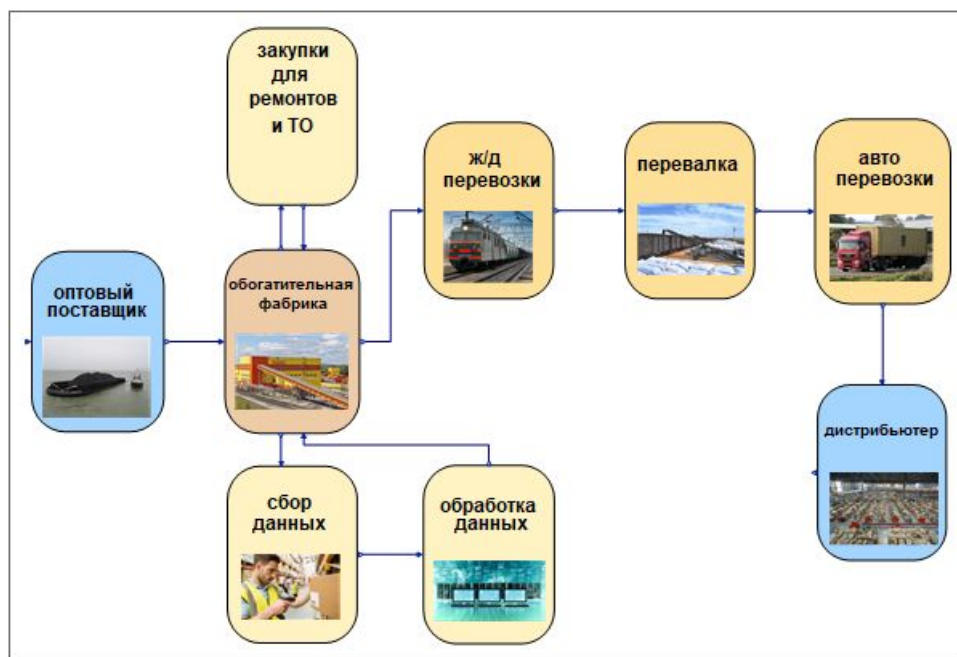 закупки
для
ремонтов
и ТО
ж/д
перевозки
перевалка
авто
перевозки
оптовый
поставщик
обогатительная
фабрика
дистрибьютер
сбор
данных
обработка
данных